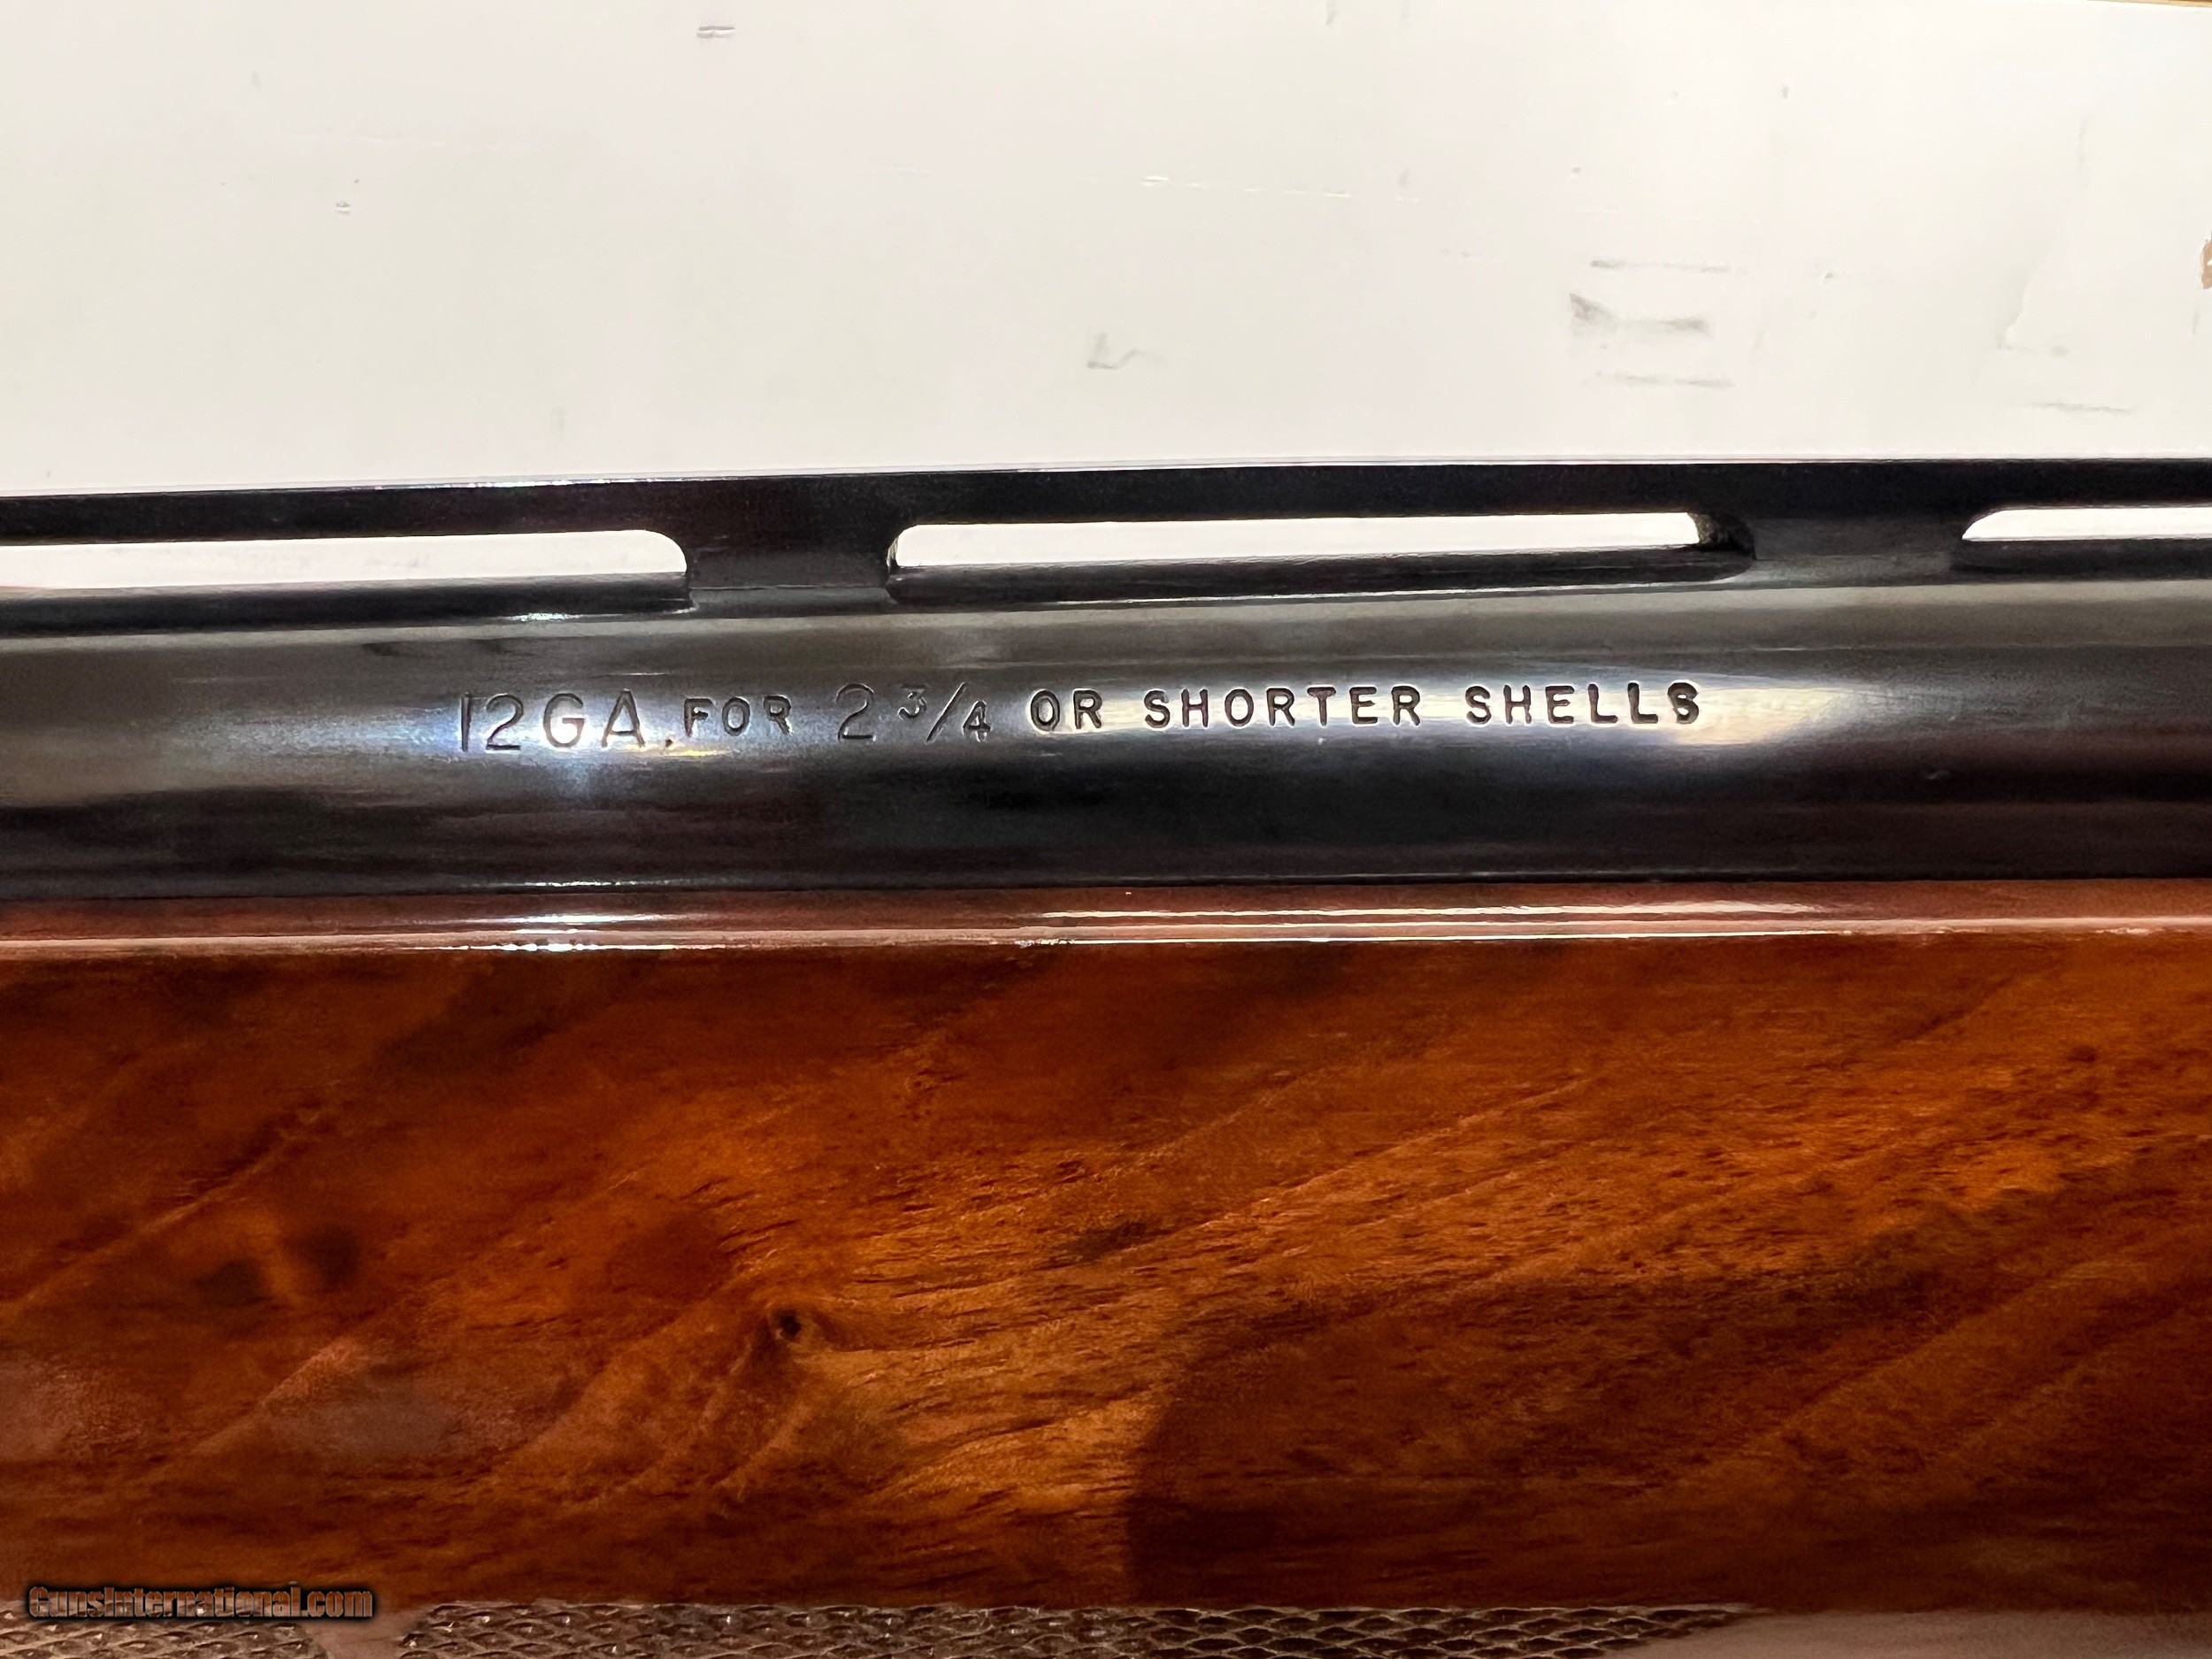 12GA. FOR 2 3/4 OR SHORTER SHELLS
GunsInternational.com